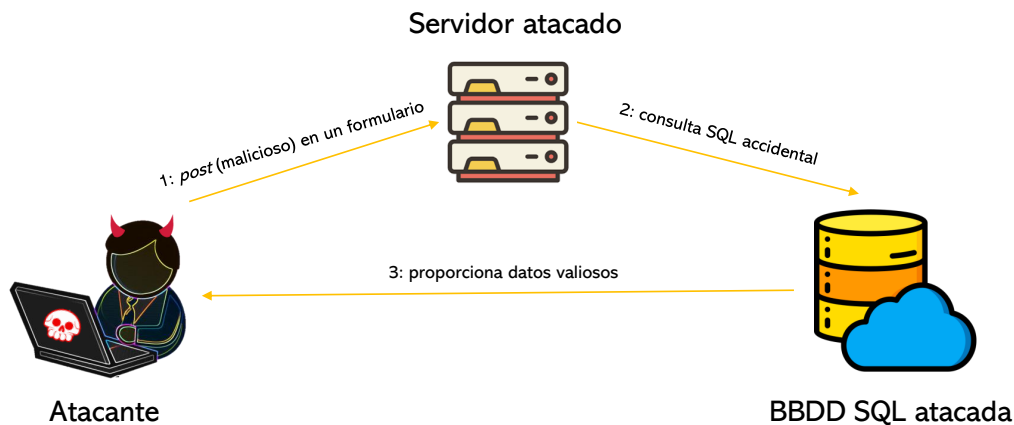 Servidor atacado
1: post (malicioso) en un formulario
2: consulta SQL accidental
3: proporciona datos valiosos
Atacante
BBDD SQL atacada